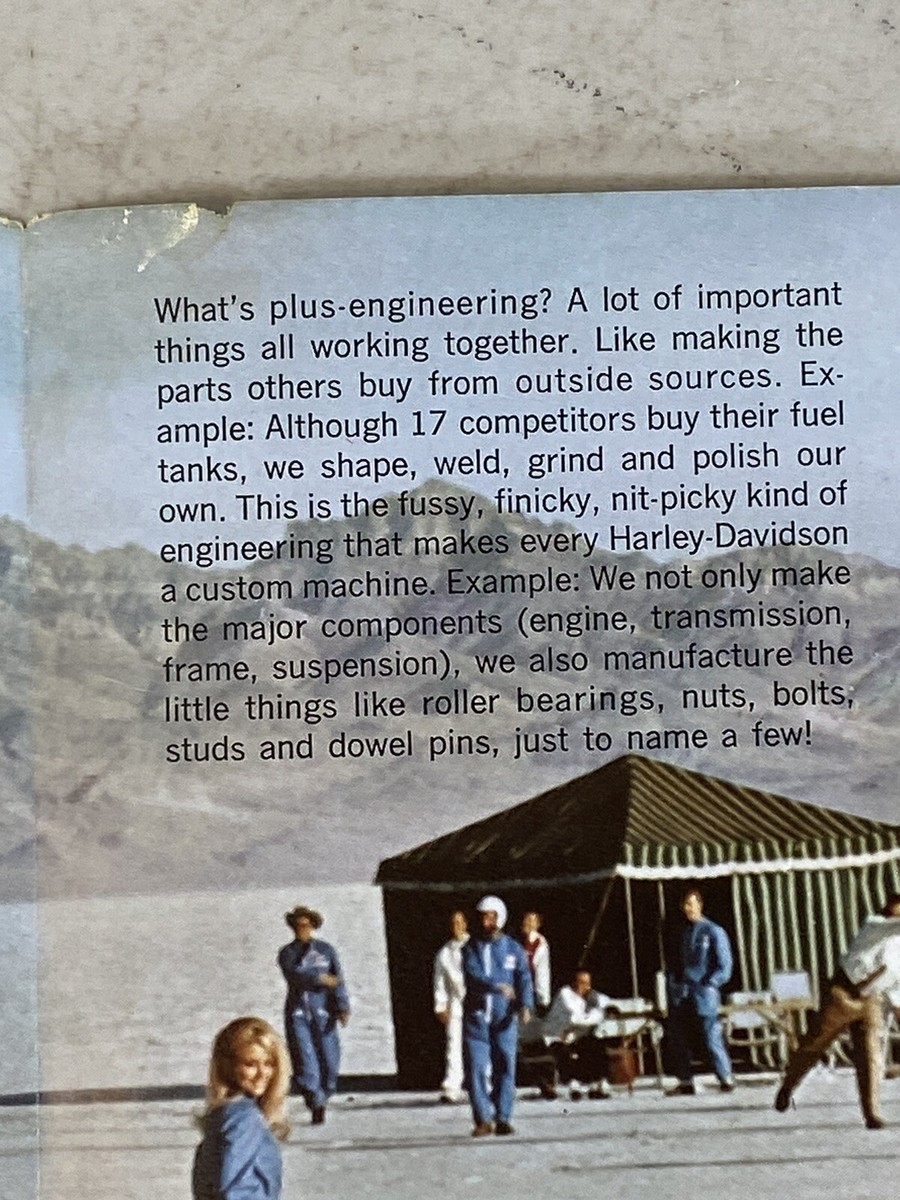 What's plus-engineering? A lot of important
things all working together. Like making the
parts others buy from outside sources. Ex-
ample: Although 17 competitors buy their fuel
tanks, we shape, weld, grind and polish our
own. This is the fussy, finicky, nit-picky kind of
engineering that makes every Harley-Davidson
a custom machine. Example: We not only make
the major components (engine, transmission,
frame, suspension), we also manufacture the
little things like roller bearings, nuts, bolts,
studs and dowel pins, just to name a few!